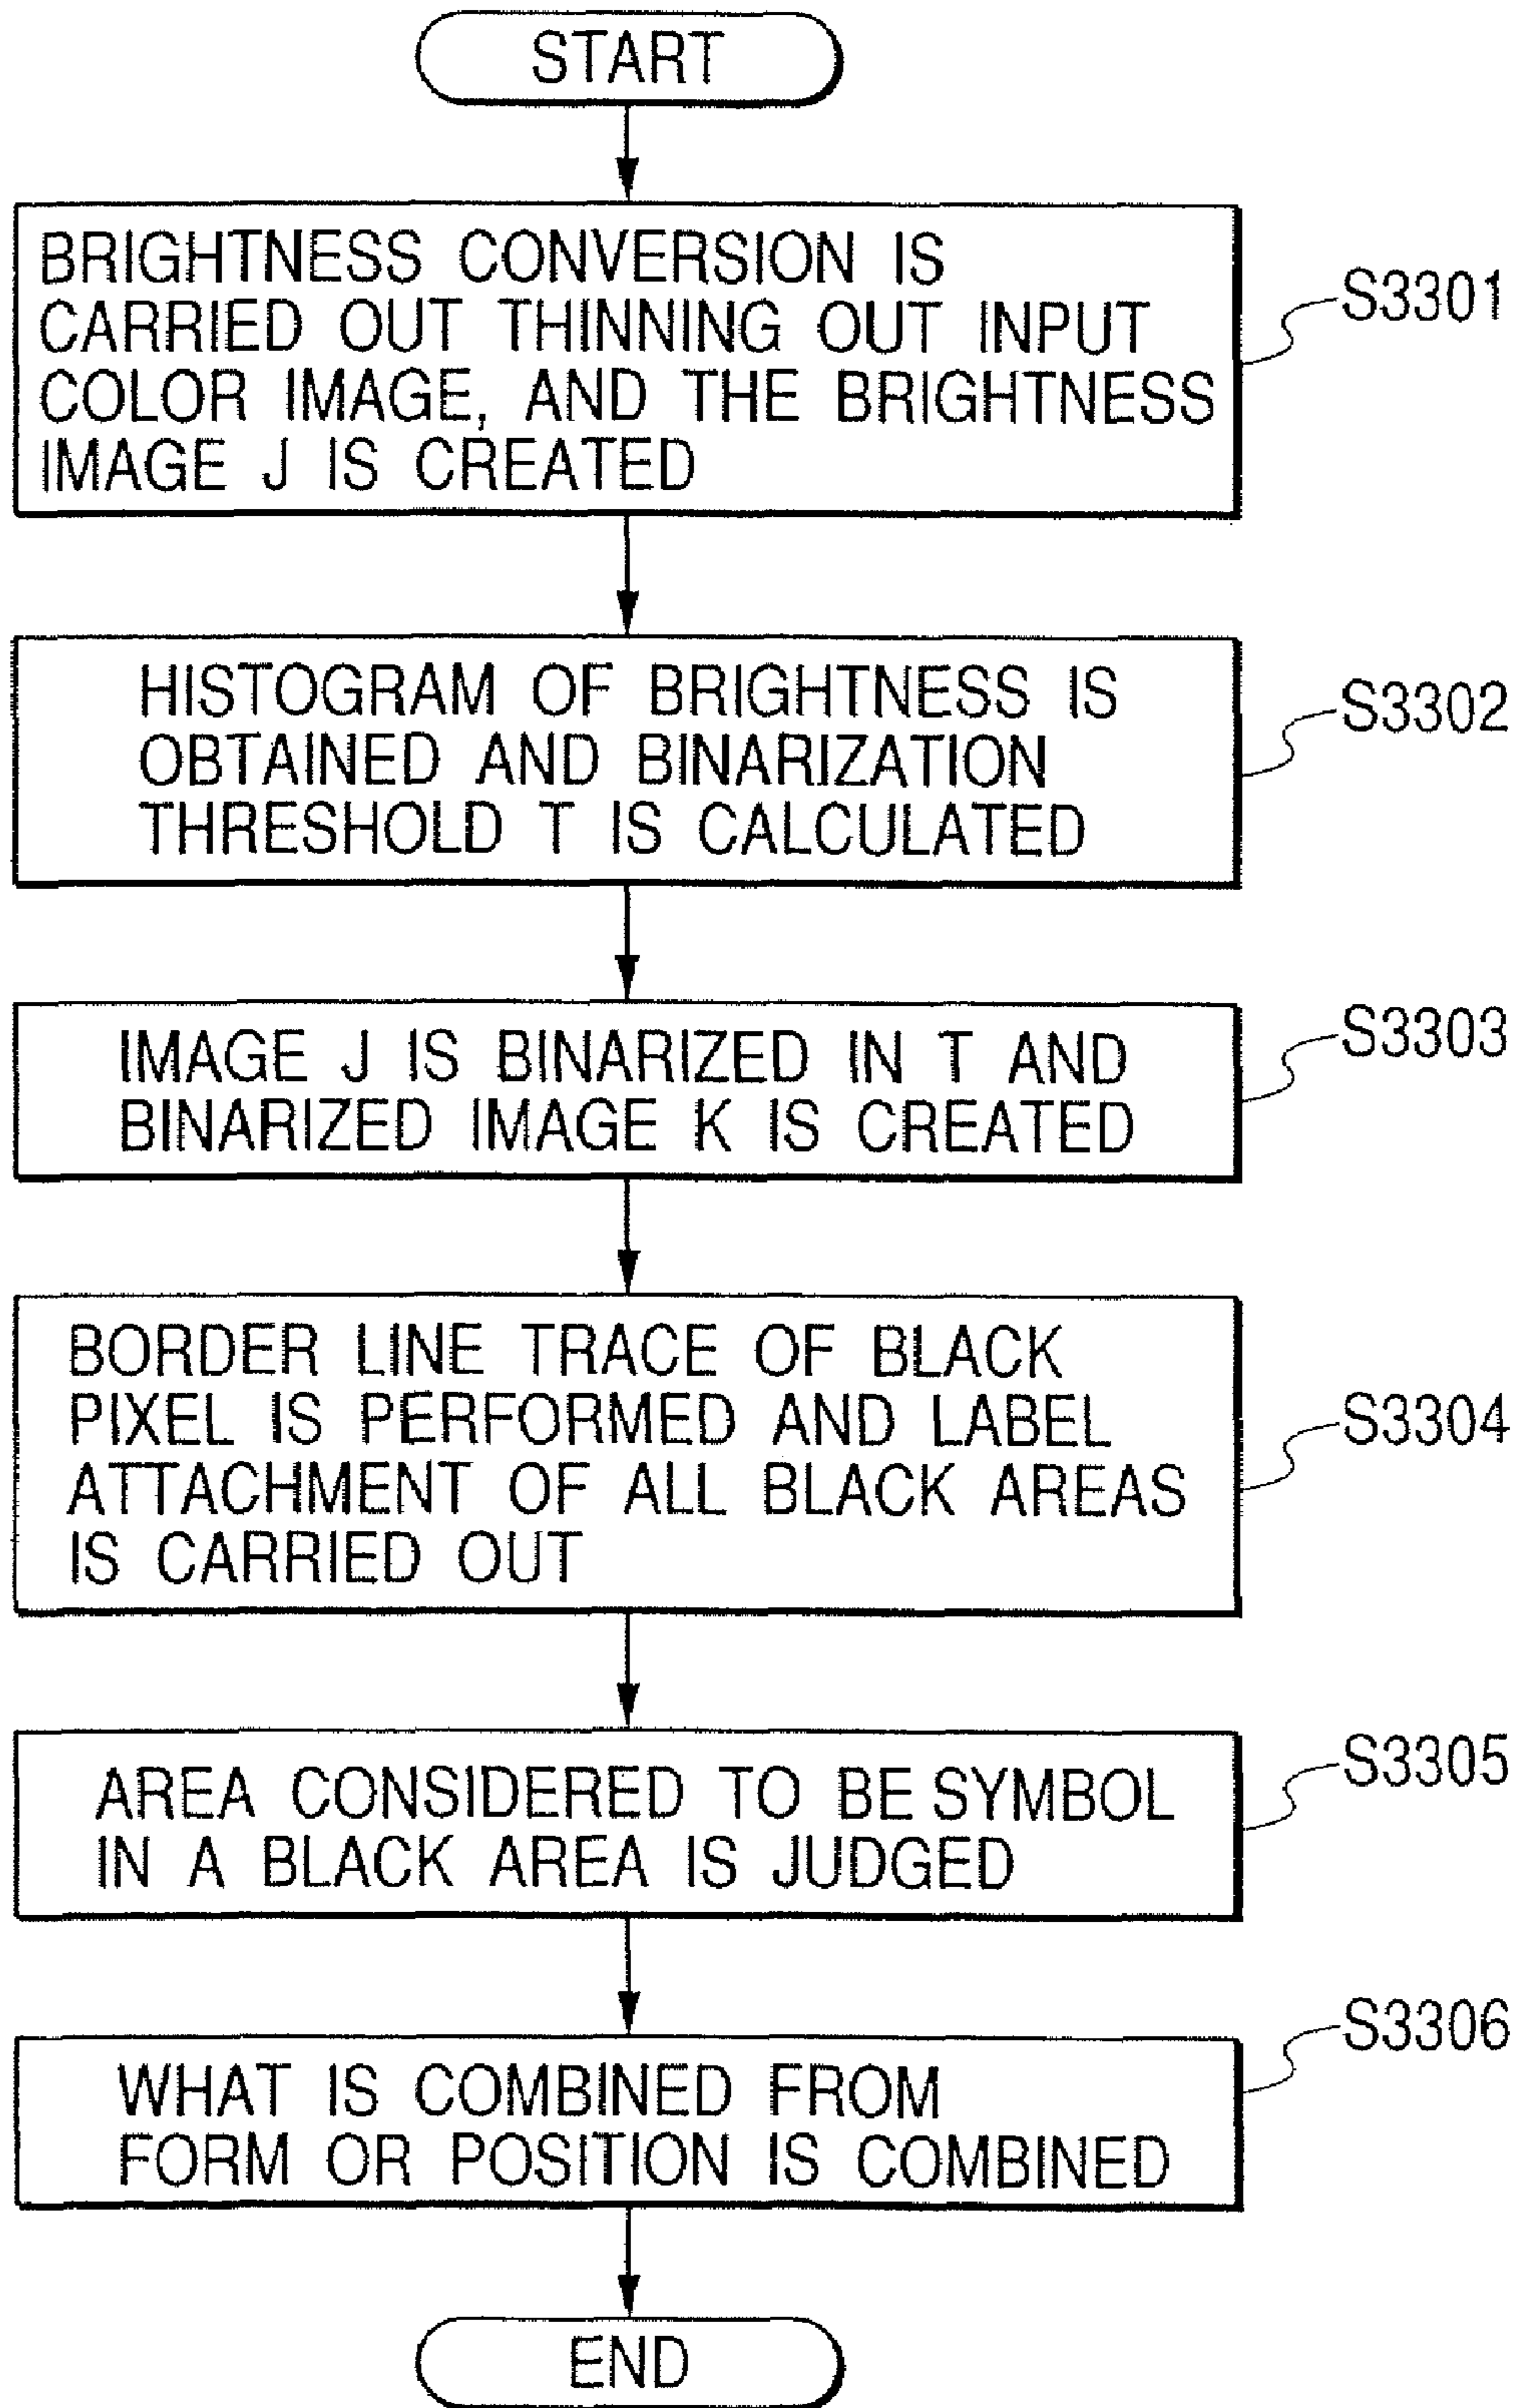 START
BRIGHTNESS CONVERSION IS
CARRIED OUT THINNING OUT INPUT
COLOR IMAGE, AND THE BRIGHTNESS
IMAGE J IS CREATED
S3301
HISTOGRAM OF BRIGHTNESS IS
OBTAINED AND BINARIZATION
THRESHOLD T IS CALCULATED
S3302
IMAGE J IS BINARIZED IN T AND
BINARIZED IMAGE K IS CREATED
S3303
BORDER LINE TRACE OF BLACK
PIXEL IS PERFORMED AND LABEL
ATTACHMENT OF ALL BLACK AREAS
IS CARRIED OUT
S3304
AREA CONSIDERED TO BE SYMBOL
IN A BLACK AREA IS JUDGED
S3305
WHAT IS COMBINED FROM
FORM OR POSITION IS COMBINED
S3306
END